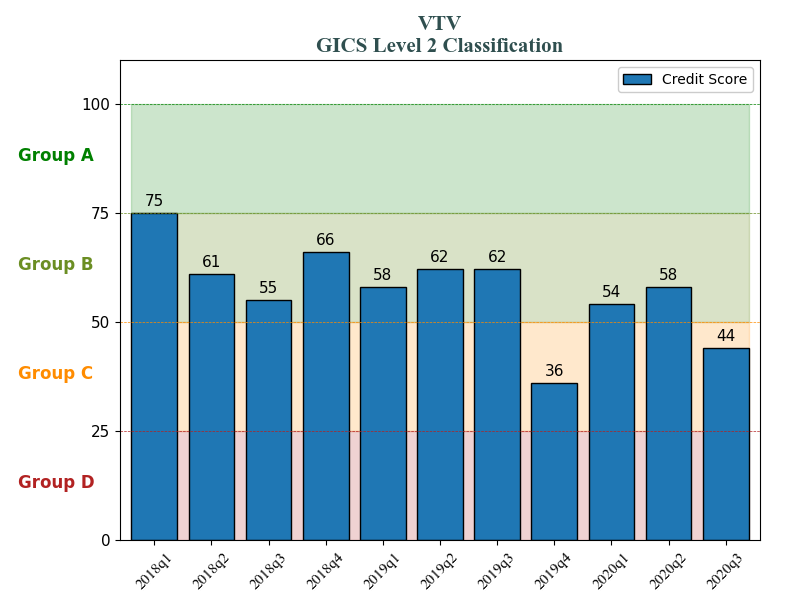 VTV
GICS Level 2 Classification
Credit Score
100
Group A
75
75
66
Group B
61
62
62
58
58
55
54
50
44
Group C
36
25
Group D
0
2018q1
2018q2
2018q3
2018q4
2019q1
2019q2
2019q3
2019q4
2020q1
2020q2
2020q3